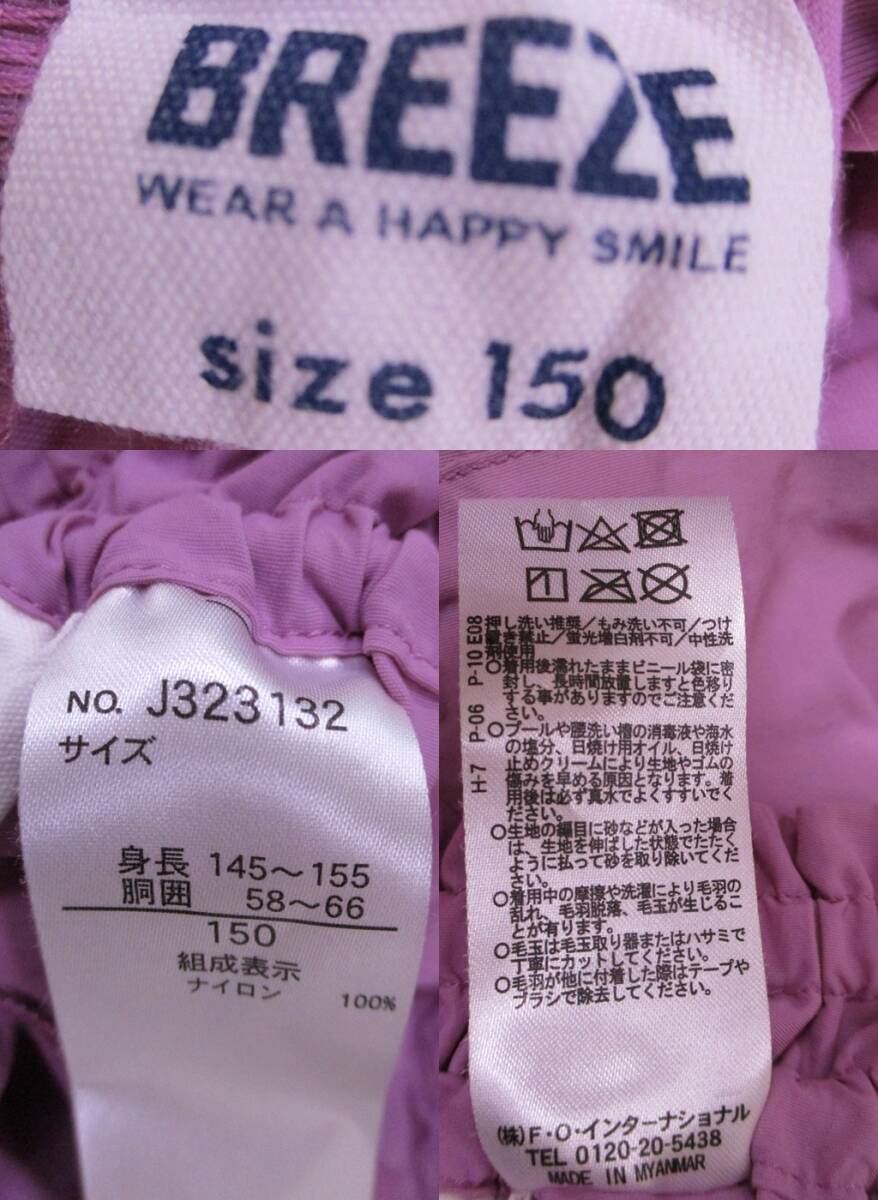 BREEZE
WEAR A HAPPY SMILE
size 150
NO. J323132
サイズ
身長 145～155
胴囲 58～66
150
組成表示
ナイロン 100%
H-7 P-06 P-10 E08
押し洗い推奨／もみ洗い不可／つけ
置き禁止／蛍光増白剤不可／中性洗
剤使用
○着用後濡れたままビニール袋に密
封し、長時間放置しますと色移り
する事がありますのでご注意くだ
さい。
○プールや腰洗い槽の消毒液や海水
の塩分、日焼け用オイル、日焼け
止めクリームにより生地やゴムの
傷みを早める原因となります。着
用後は必ず真水でよくすすいでく
ださい。
○生地の編目に砂などが入った場合
は、生地を伸ばした状態でたたく
ように払って砂を取り除いてくだ
さい。
○着用中の摩擦や洗濯により毛羽の
乱れ、毛羽脱落、毛玉が生じるこ
とが有ります。
○毛玉は毛玉取り器またはハサミで
丁寧にカットしてください。
○毛羽が他に付着した際はテープや
ブラシで除去してください。
(株)F・O・インターナショナル
TEL 0120-20-5438
MADE IN MYANMAR